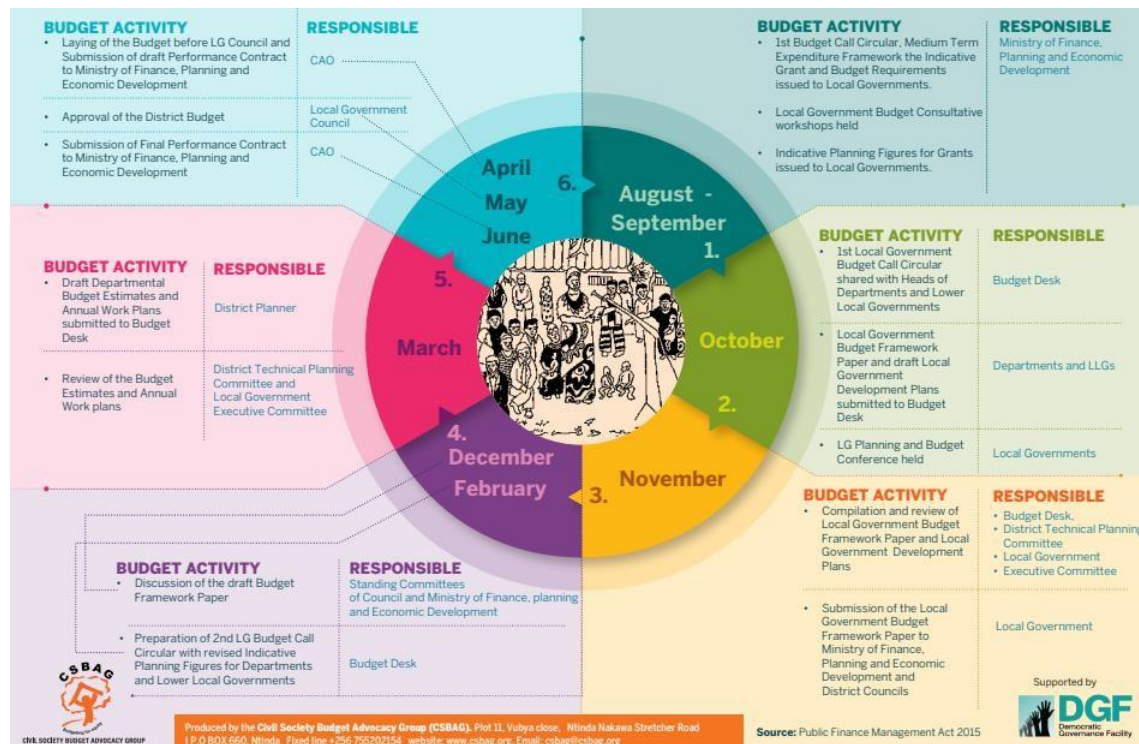 BUDGET ACTIVITY
RESPONSIBLE
• Laying of the Budget before LG Council and
Submission of draft Performance Contract
to Ministry of Finance, Planning and
Economic Development
CAO
• Approval of the District Budget
Local Government
Council
• Submission of Final Performance Contract
to Ministry of Finance, Planning and
Economic Development
CAO
BUDGET ACTIVITY
RESPONSIBLE
• 1st Budget Call Circular, Medium Term
Expenditure Framework the Indicative
Grant and Budget Requirements
issued to Local Governments.
Ministry of Finance,
Planning and Economic
Development
• Local Government Budget Consultative
workshops held
• Indicative Planning Figures for Grants
issued to Local Governments.
April
May
June
6.
August -
September
1.
5.
March
October
2.
4.
December
February
3.
November
BUDGET ACTIVITY
RESPONSIBLE
• Draft Departmental
Budget Estimates and
Annual Work Plans
submitted to Budget
Desk
District Planner
• Review of the Budget
Estimates and Annual
Work plans
District Technical Planning
Committee and
Local Government
Executive Committee
BUDGET ACTIVITY
RESPONSIBLE
• 1st Local Government
Budget Call Circular
shared with Heads of
Departments and Lower
Local Governments
Budget Desk
• Local Government
Budget Framework
Paper and draft Local
Government
Development Plans
submitted to Budget
Desk
Departments and LLGs
• LG Planning and Budget
Conference held
Local Governments
BUDGET ACTIVITY
RESPONSIBLE
• Compilation and review of
Local Government Budget
Framework Paper and Local
Government Development
Plans
• Budget Desk,
• District Technical Planning
Committee
• Local Government
• Executive Committee
• Submission of the Local
Government Budget
Framework Paper to
Ministry of Finance,
Planning and Economic
Development and
District Councils
Local Government
BUDGET ACTIVITY
RESPONSIBLE
• Discussion of the draft Budget
Framework Paper
Standing Committees
of Council and Ministry of Finance, planning
and Economic Development
• Preparation of 2nd LG Budget Call
Circular with revised Indicative
Planning Figures for Departments
and Lower Local Governments
Budget Desk
CSBAG
CIVIL SOCIETY BUDGET ADVOCACY GROUP
Produced by the Civil Society Budget Advocacy Group (CSBAG). Plot 11, Vubya close, Ntinda Nakawa Stretcher Road
P.O BOX 660, Ntinda Fixed line +256 755202154 website: www.csbag.org, Email: csbag@csbag.org
Source: Public Finance Management Act 2015
Supported by
DGF
Democratic
Governance Facility